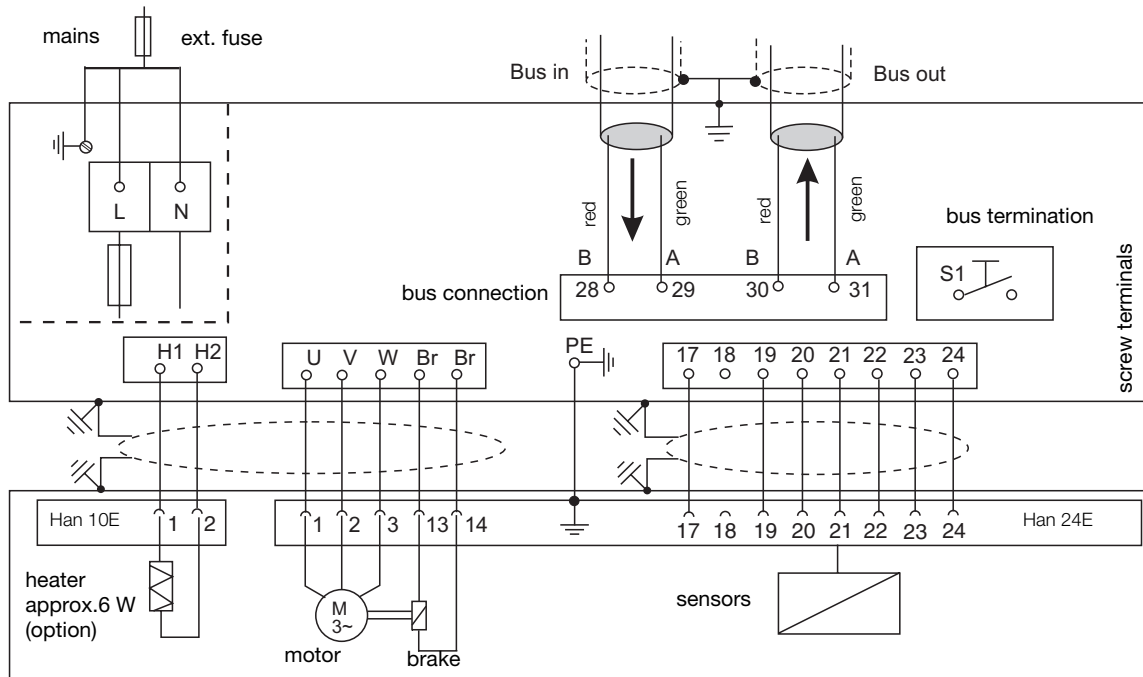 mains
ext. fuse
Bus in
Bus out
L
N
red
green
red
green
bus termination
B
A
B
A
S1
bus connection
28
29
30
31
screw terminals
H1 H2
U V W Br Br
PE
17 18 19 20 21 22 23 24
Han 10E
1 2
1 2 3 13 14
17 18 19 20 21 22 23 24
Han 24E
heater
approx.6 W
(option)
M
3~
motor
brake
sensors